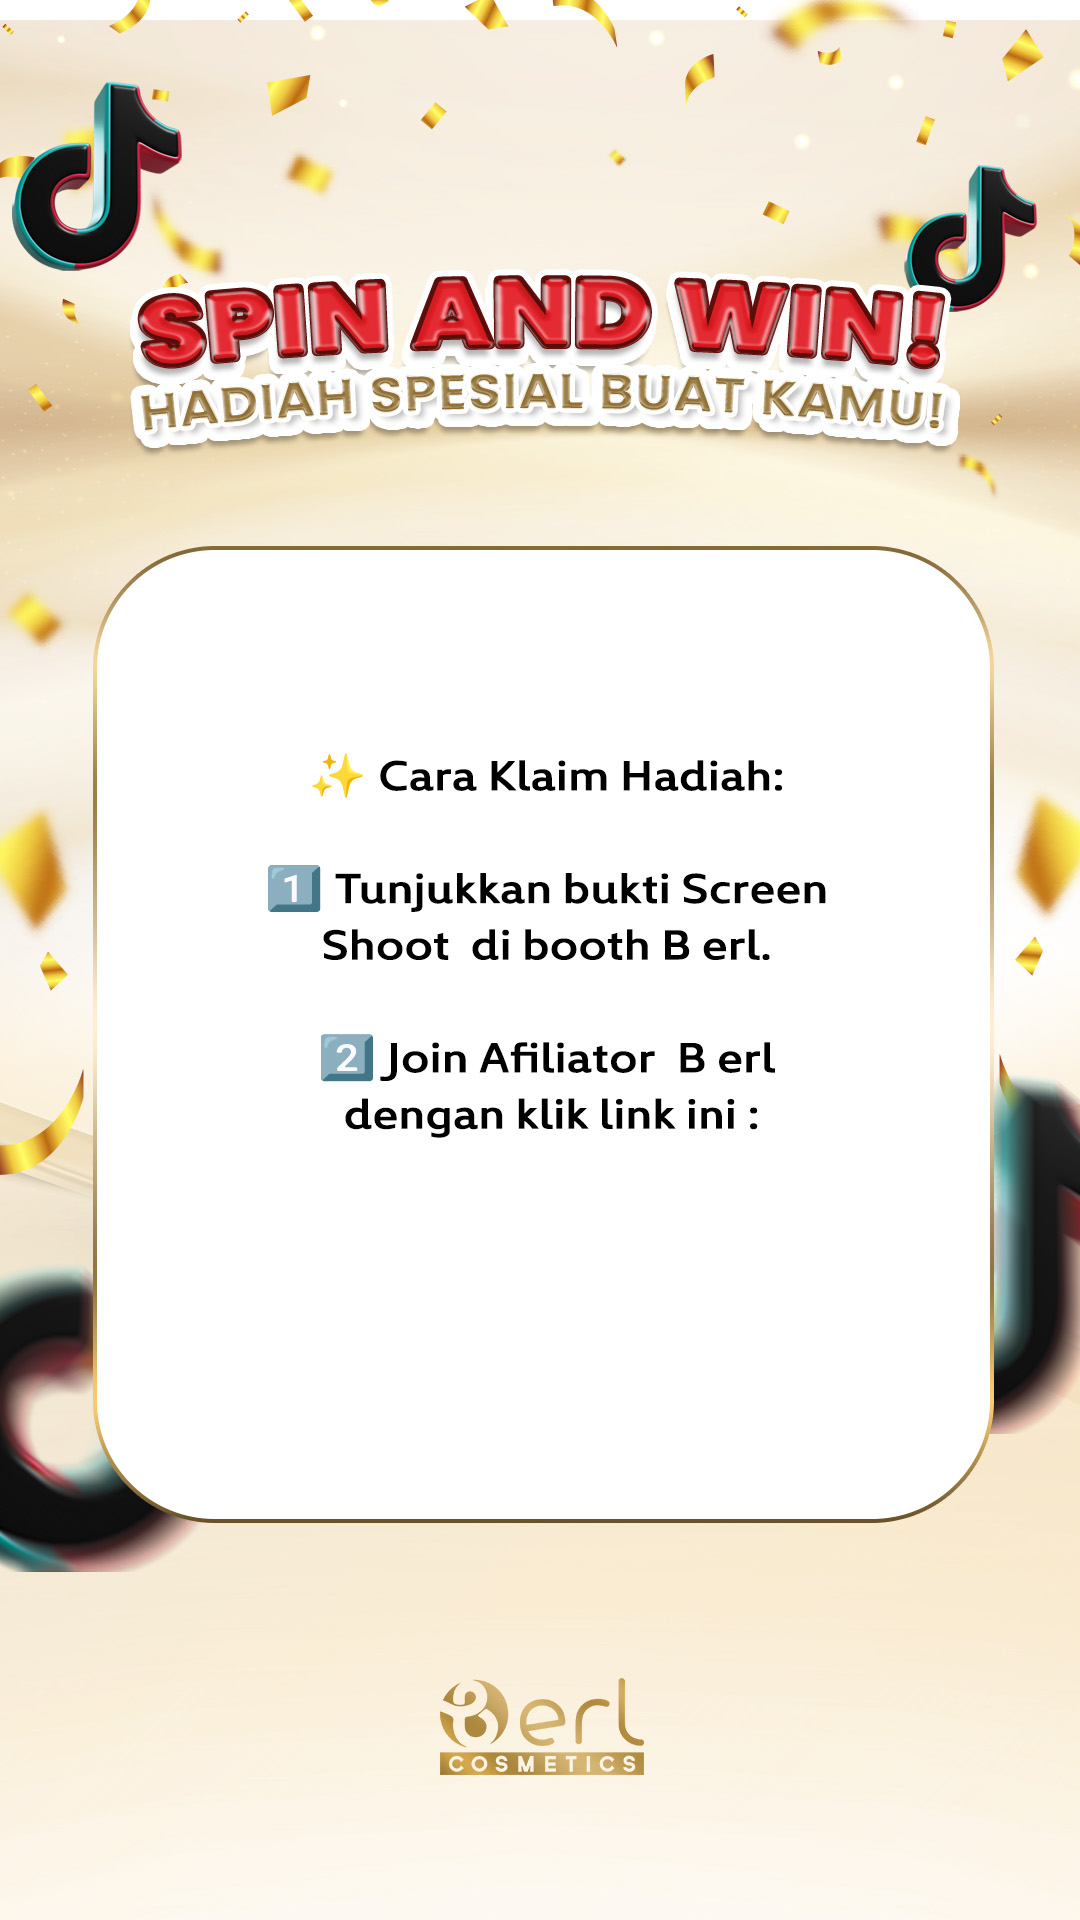 SPIN AND WIN!
HADIAH SPESIAL BUAT KAMU!
✨ Cara Klaim Hadiah:
1️⃣ Tunjukkan bukti Screen
Shoot  di booth B erl.
2️⃣ Join Afiliator  B erl
dengan klik link ini :
Berl
COSMETICS